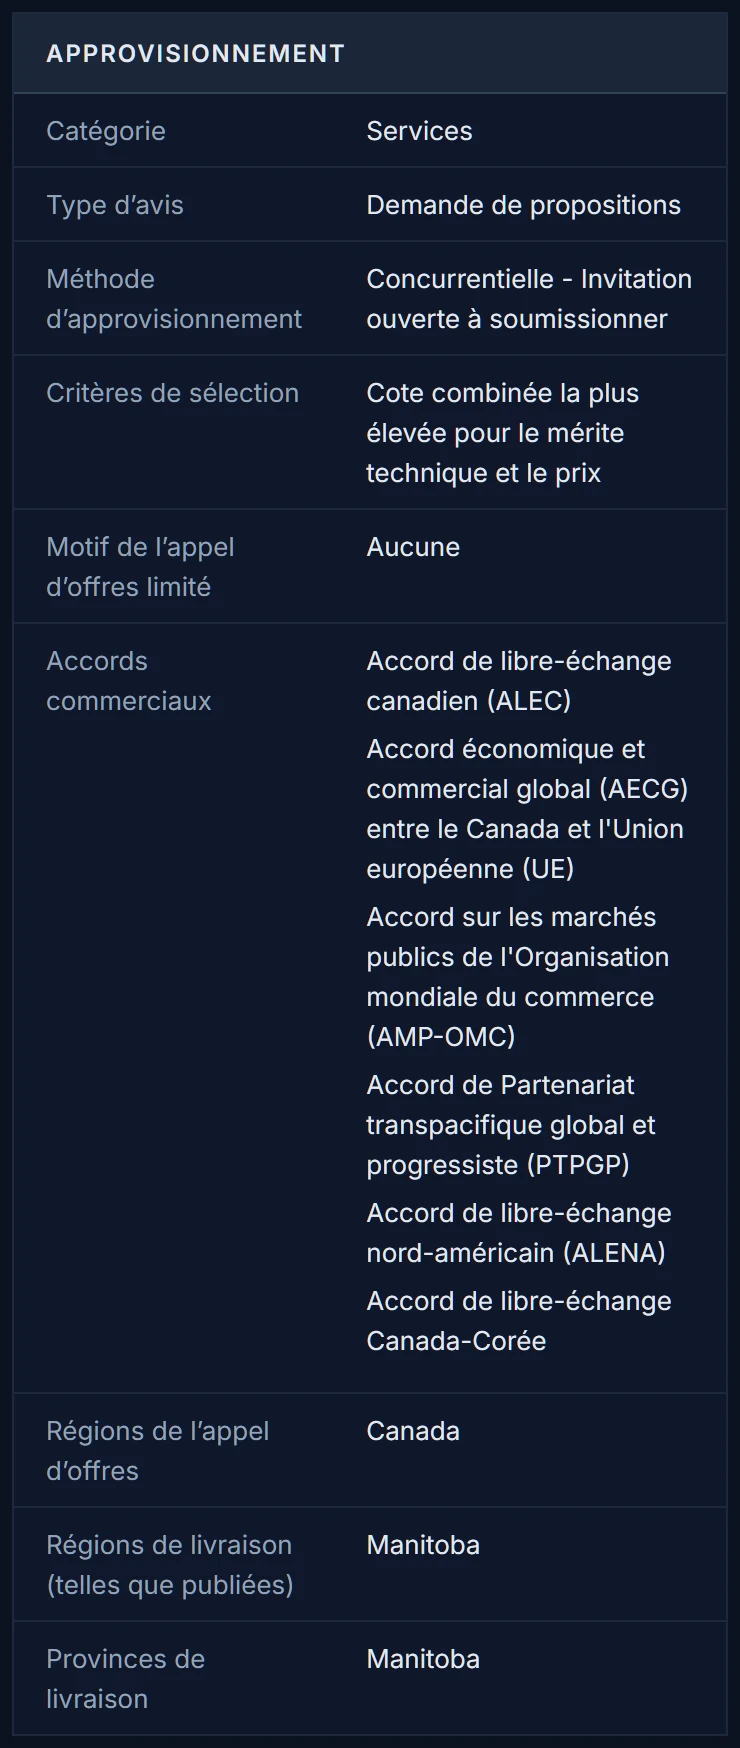 APPROVISIONNEMENT
Catégorie
Services
Type d’avis
Demande de propositions
Méthode
d’approvisionnement
Concurrentielle - Invitation
ouverte à soumissionner
Critères de sélection
Cote combinée la plus
élevée pour le mérite
technique et le prix
Motif de l’appel
d’offres limité
Aucune
Accords
commerciaux
Accord de libre-échange
canadien (ALEC)
Accord économique et
commercial global (AECG)
entre le Canada et l'Union
européenne (UE)
Accord sur les marchés
publics de l'Organisation
mondiale du commerce
(AMP-OMC)
Accord de Partenariat
transpacifique global et
progressiste (PTPGP)
Accord de libre-échange
nord-américain (ALENA)
Accord de libre-échange
Canada-Corée
Régions de l’appel
d’offres
Canada
Régions de livraison
(telles que publiées)
Manitoba
Provinces de
livraison
Manitoba